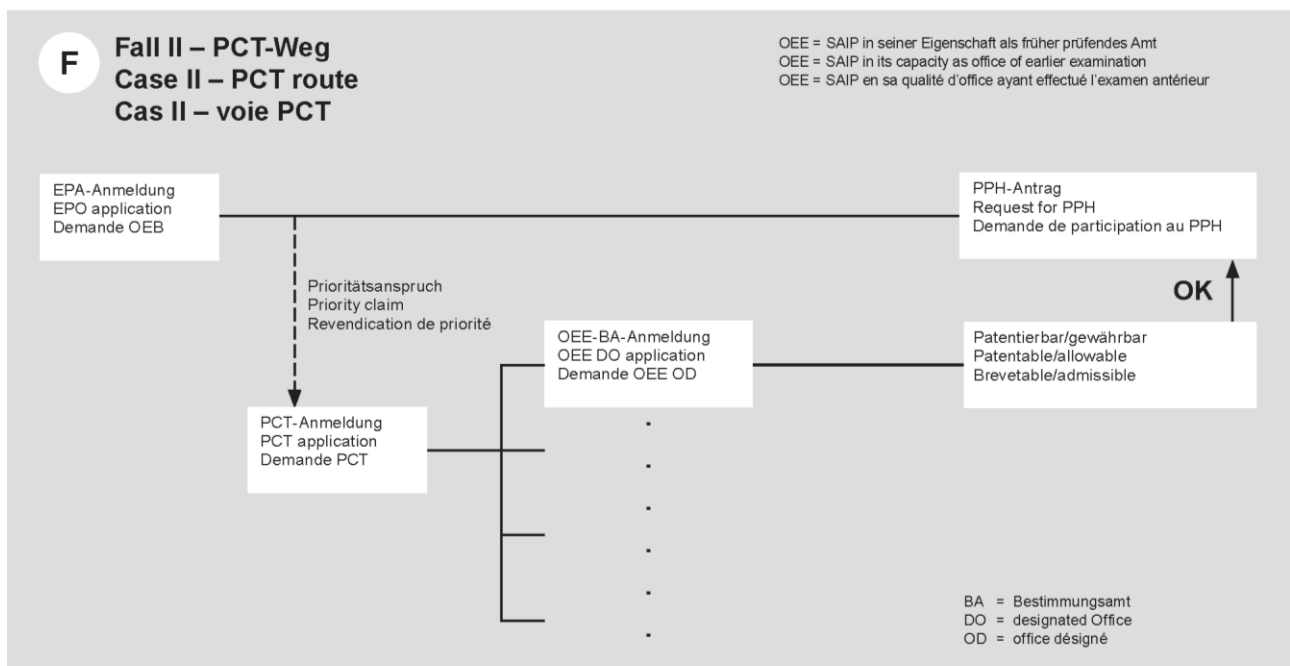 F
Fall II – PCT-Weg
Case II – PCT route
Cas II – voie PCT
OEE = SAIP in seiner Eigenschaft als früher prüfendes Amt
OEE = SAIP in its capacity as office of earlier examination
OEE = SAIP en sa qualité d'office ayant effectué l'examen antérieur
EPA-Anmeldung
EPO application
Demande OEB
PPH-Antrag
Request for PPH
Demande de participation au PPH
Prioritätsanspruch
Priority claim
Revendication de priorité
OK
OEE-BA-Anmeldung
OEE DO application
Demande OEE OD
Patentierbar/gewährbar
Patentable/allowable
Brevetable/admissible
PCT-Anmeldung
PCT application
Demande PCT
BA = Bestimmungsamt
DO = designated Office
OD = office désigné